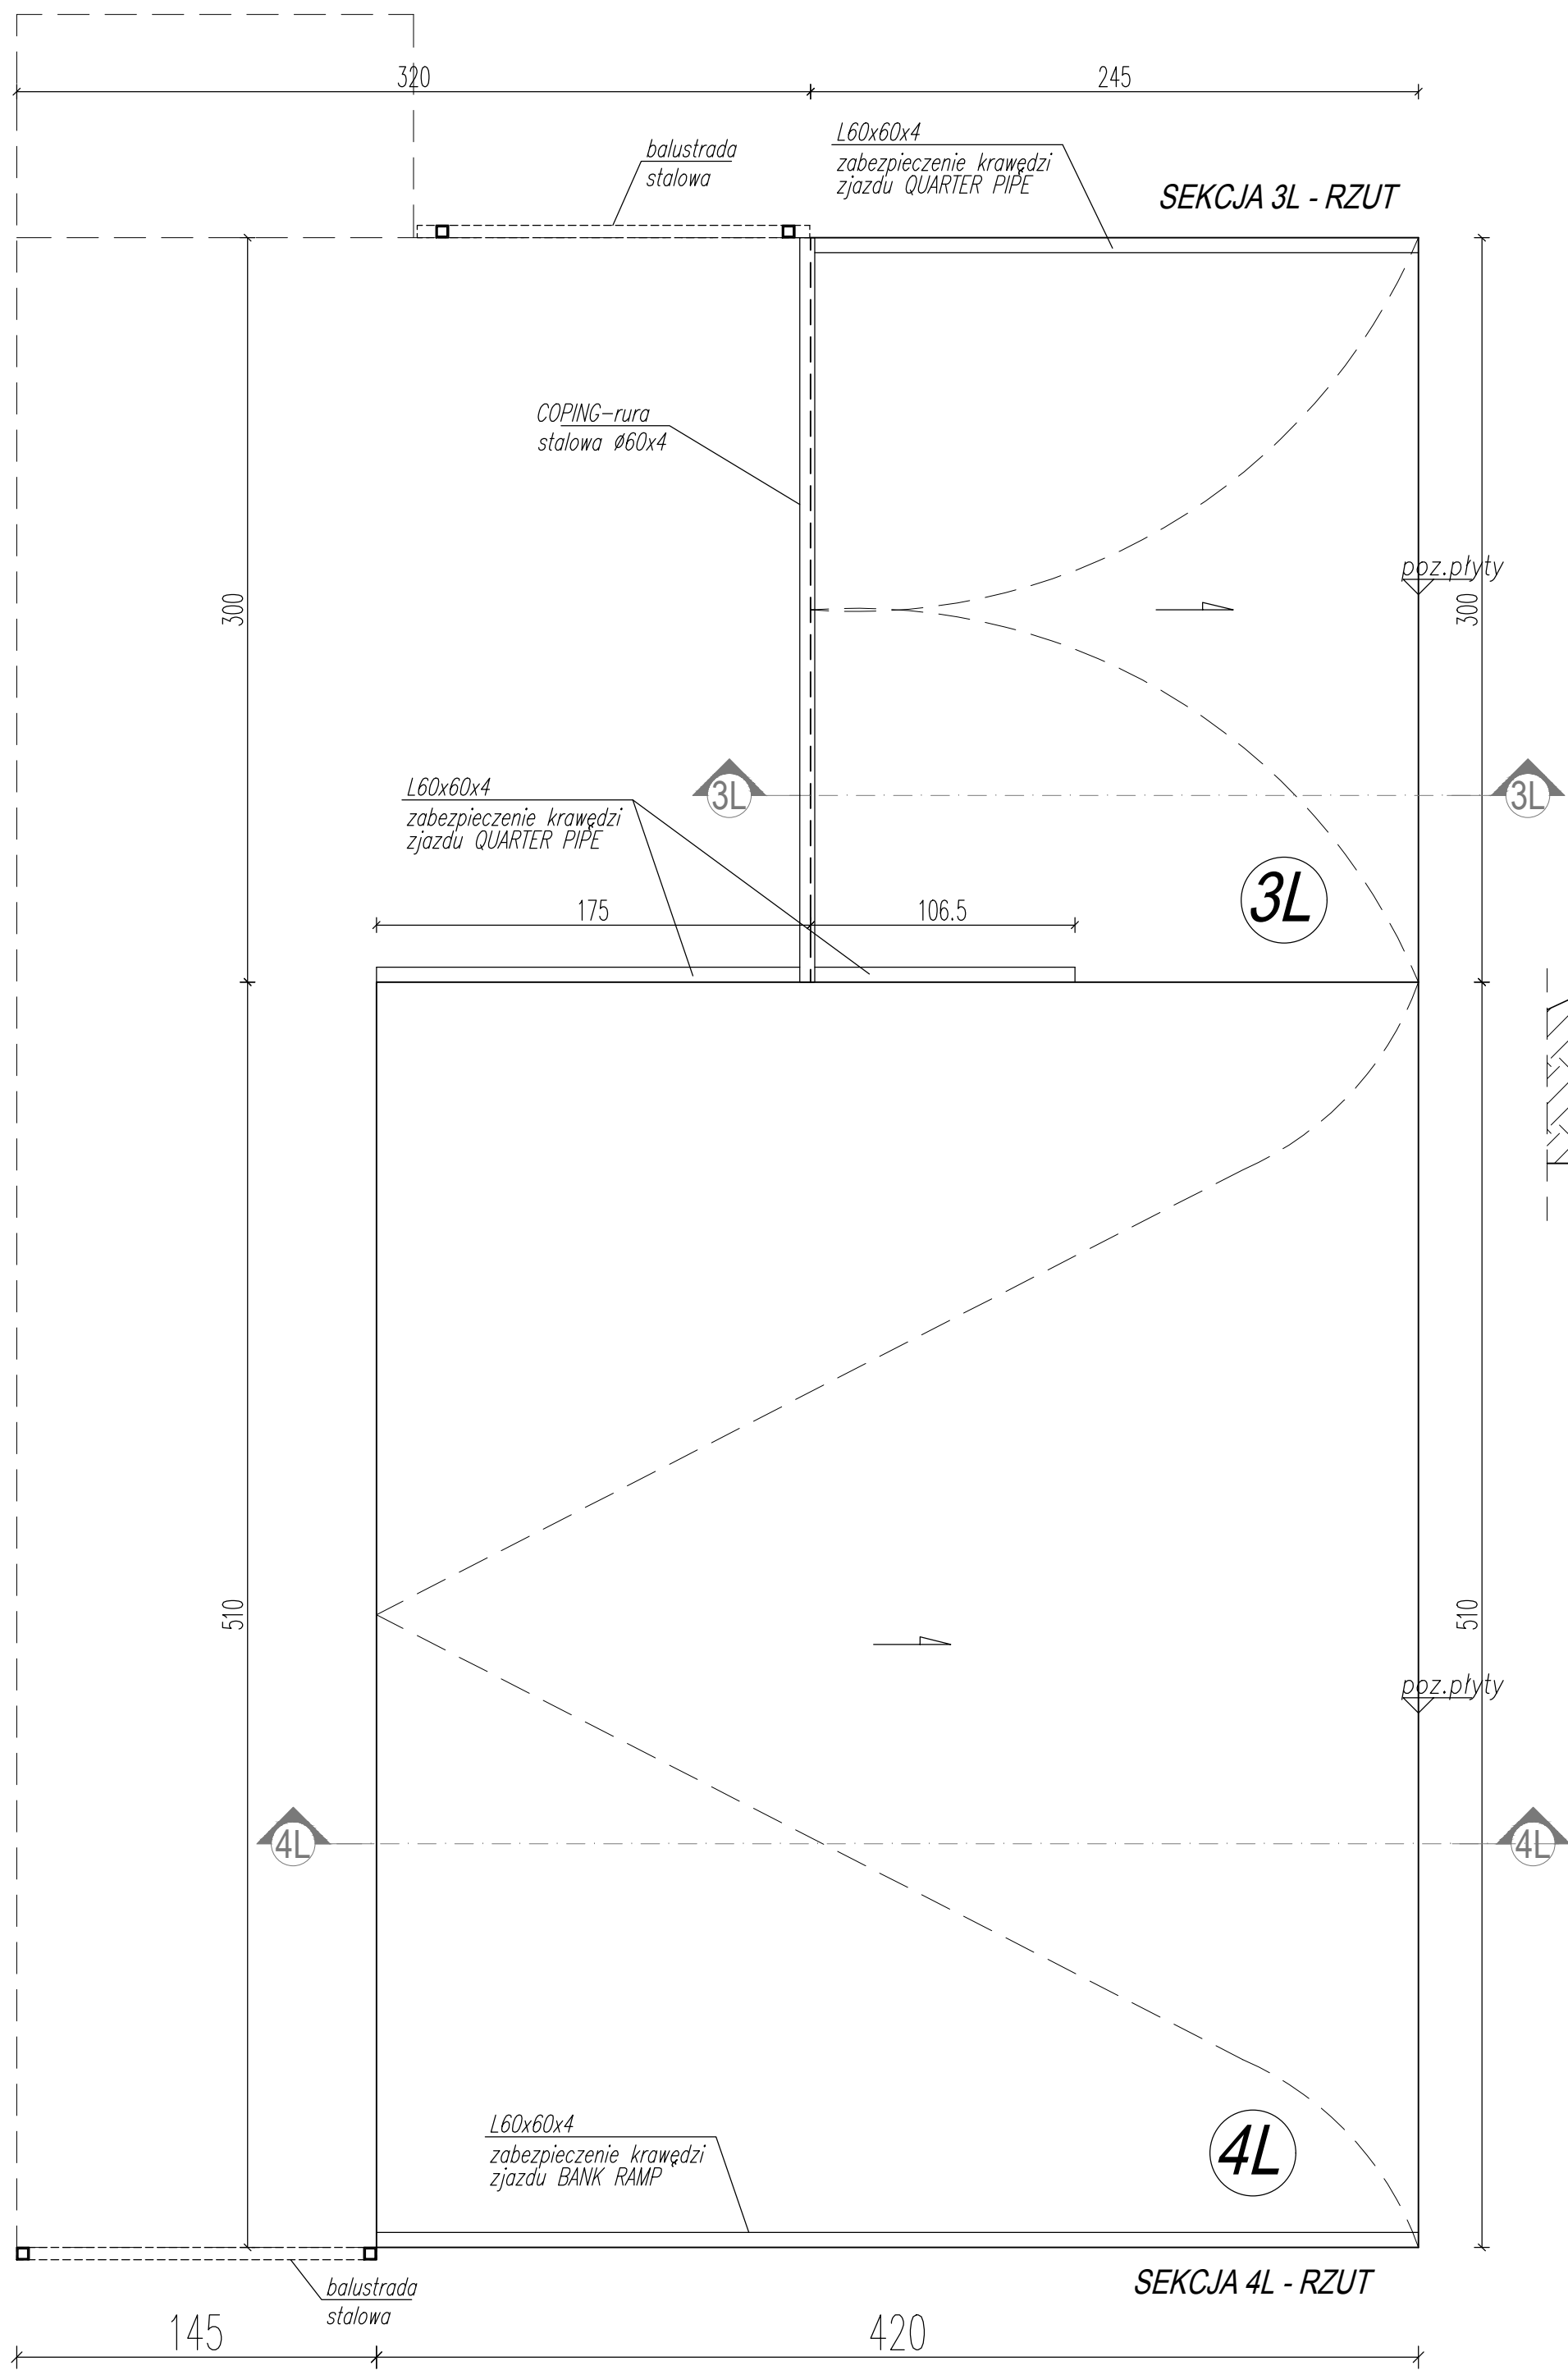 320
245
balustrada
stalowa
L60x60x4
zabezpieczenie krawędzi
zjazdu QUARTER PIPE
SEKCJA 3L - RZUT
COPING-rura
stalowa ø60x4
poz.płyty
300
300
L60x60x4
zabezpieczenie krawędzi
zjazdu QUARTER PIPE
3L
3L
3L
175
106.5
510
510
poz.płyty
4L
4L
L60x60x4
zabezpieczenie krawędzi
zjazdu BANK RAMP
4L
balustrada
stalowa
SEKCJA 4L - RZUT
145
420